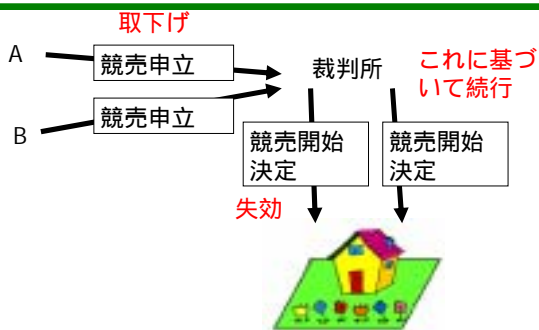 取下げ
A
競売申立
裁判所
これに基づ
いて続行
競売申立
B
競売開始
決定
競売開始
決定
失効